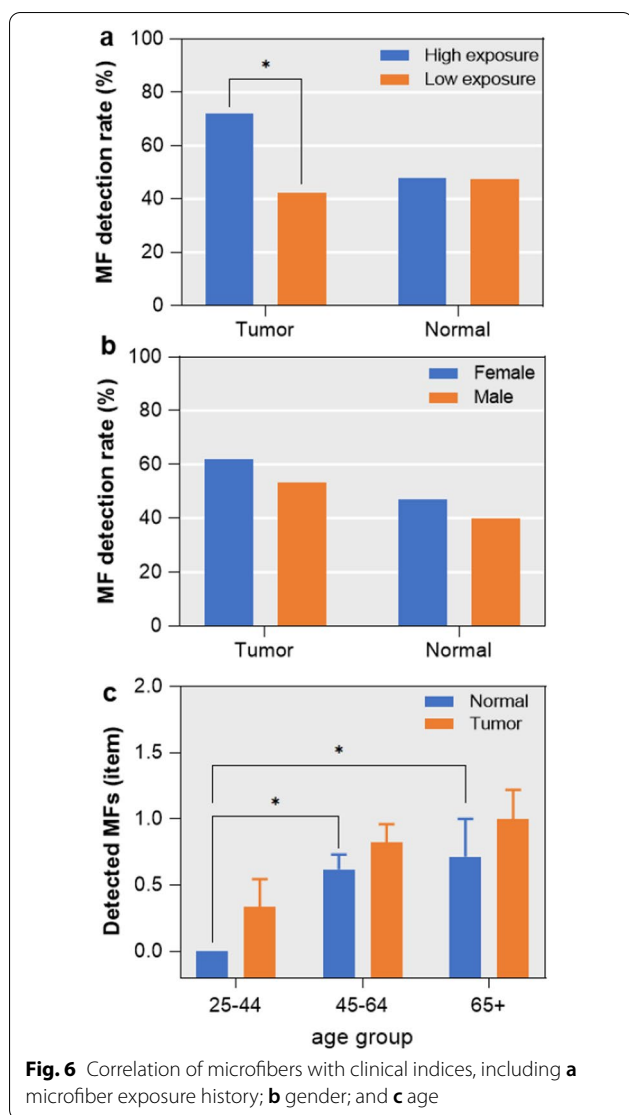 a
100
80
60
40
20
0
MF detection rate (%)
High exposure
Low exposure
*
Tumor
Normal
b
100
80
60
40
20
0
MF detection rate (%)
Female
Male
Tumor
Normal
c
2.0
1.5
1.0
0.5
0.0
Detected MFs (item)
Normal
Tumor
*
*
25-44
45-64
65+
age group
Fig. 6 Correlation of microfibers with clinical indices, including a
microfiber exposure history; b gender; and c age